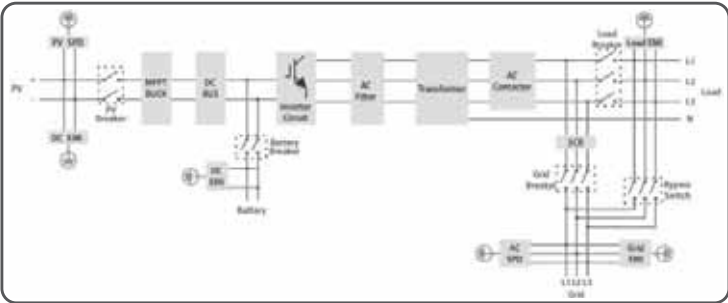 PV SPD
Load
Breaker
Load EMI
L1
MPPT
BUCK
DC
BUS
AC
Contactor
L2
PV
Inverter
Circuit
AC
Filter
Transformer
Load
L3
PV
Breaker
N
DC EMI
Battery
Breaker
SCR
DC
EMI
Grid
Breaker
Bypass
Switch
Battery
AC
SPD
Grid
EMI
L1 L2 L3
Grid